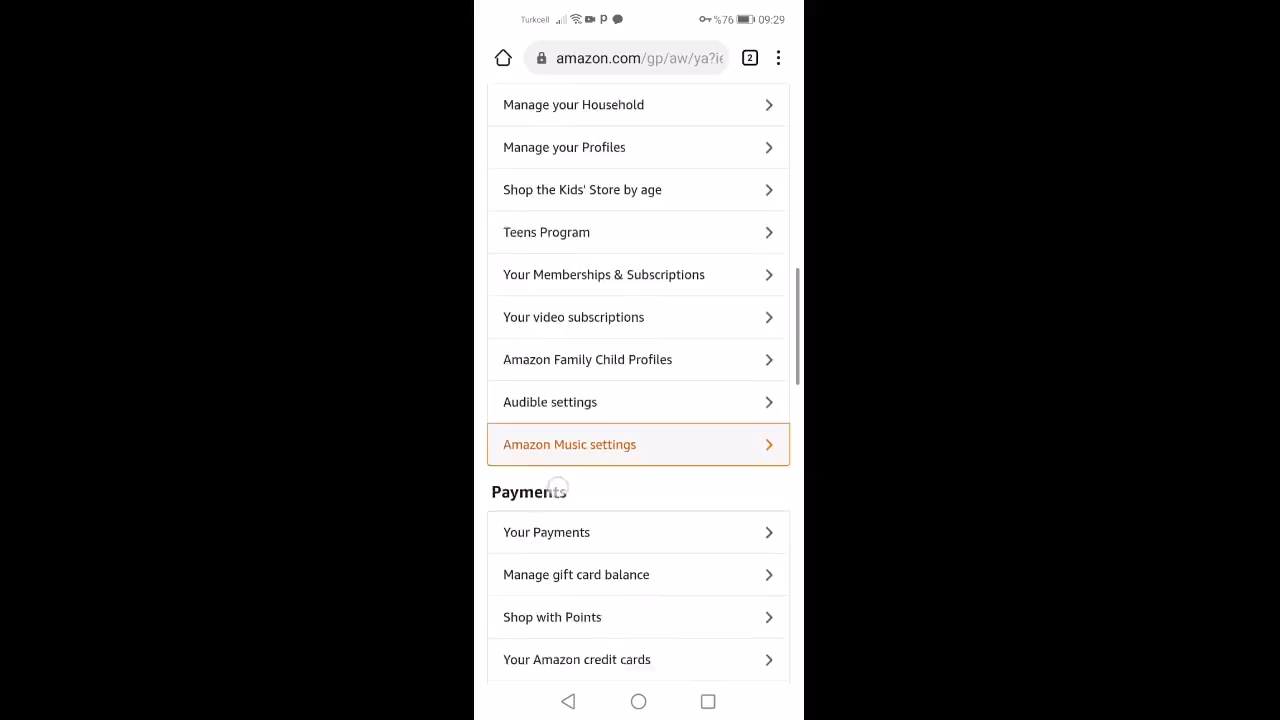 Turkcell %76 09:29
amazon.com/gp/aw/ya?ie 2
Manage your Household
Manage your Profiles
Shop the Kids' Store by age
Teens Program
Your Memberships & Subscriptions
Your video subscriptions
Amazon Family Child Profiles
Audible settings
Amazon Music settings
Payments
Your Payments
Manage gift card balance
Shop with Points
Your Amazon credit cards